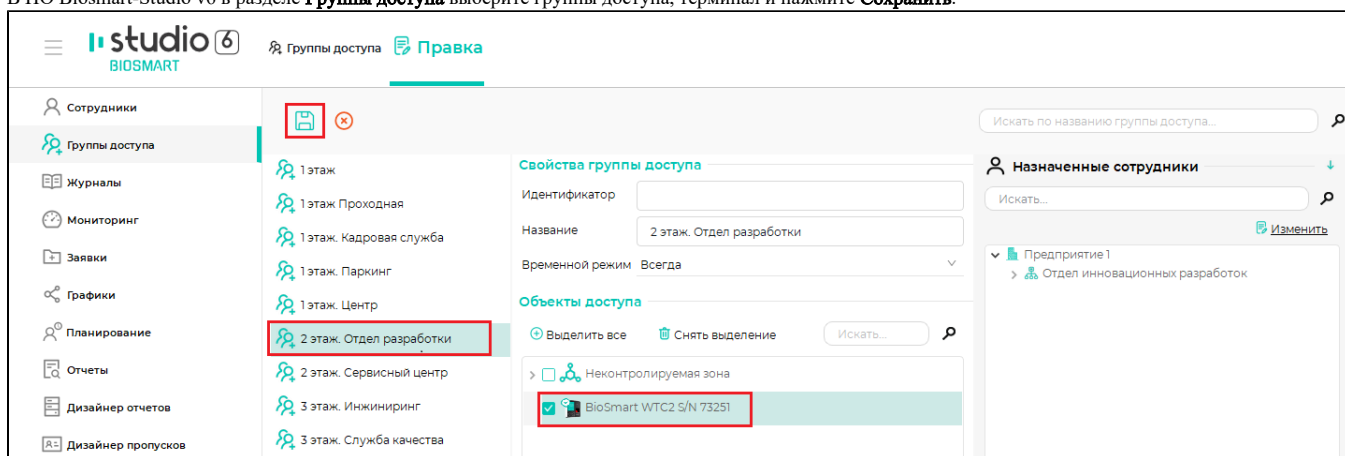 В ПО Biosmart-Studio v6 в разделе Группы доступа выберите группы доступа, терминал и нажмите Сохранить.
studio 6
BIOSMART
Группы доступа
Правка
Сотрудники
Группы доступа
Журналы
Мониторинг
Заявки
Графики
Планирование
Отчеты
Дизайнер отчетов
Дизайнер пропусков
Искать по названию группы доступа...
1 этаж
1 этаж Проходная
1 этаж. Кадровая служба
1 этаж. Паркинг
1 этаж. Центр
2 этаж. Отдел разработки
2 этаж. Сервисный центр
3 этаж. Инжиниринг
3 этаж. Служба качества
Свойства группы доступа
Идентификатор
Название 2 этаж. Отдел разработки
Временной режим Всегда
Объекты доступа
Выделить все Снять выделение Искать...
Неконтролируемая зона
BioSmart WTC2 S/N 73251
Назначенные сотрудники
Искать...
Изменить
Предприятие 1
Отдел инновационных разработок